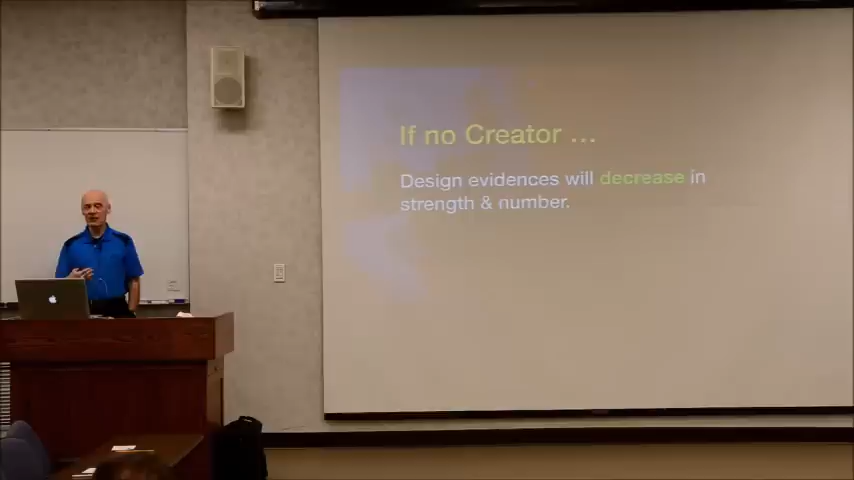 If no Creator ...
Design evidences will decrease in
strength & number.